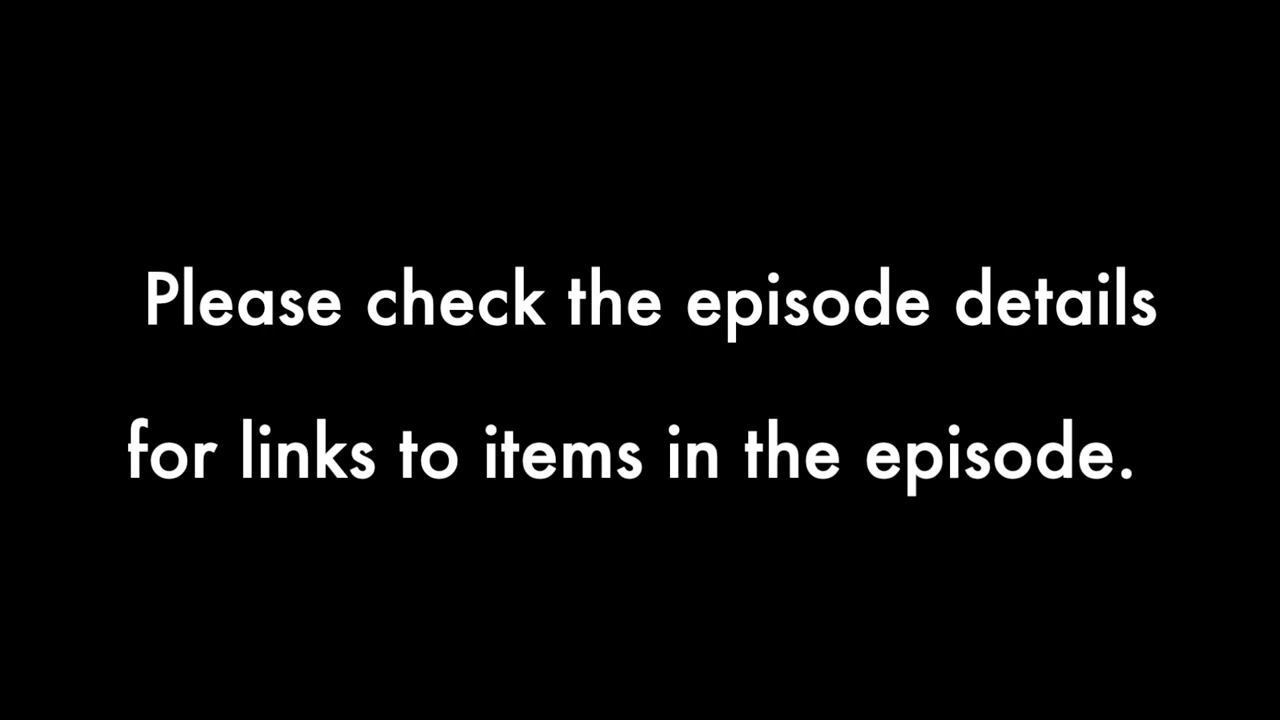 Please check the episode details
for links to items in the episode.